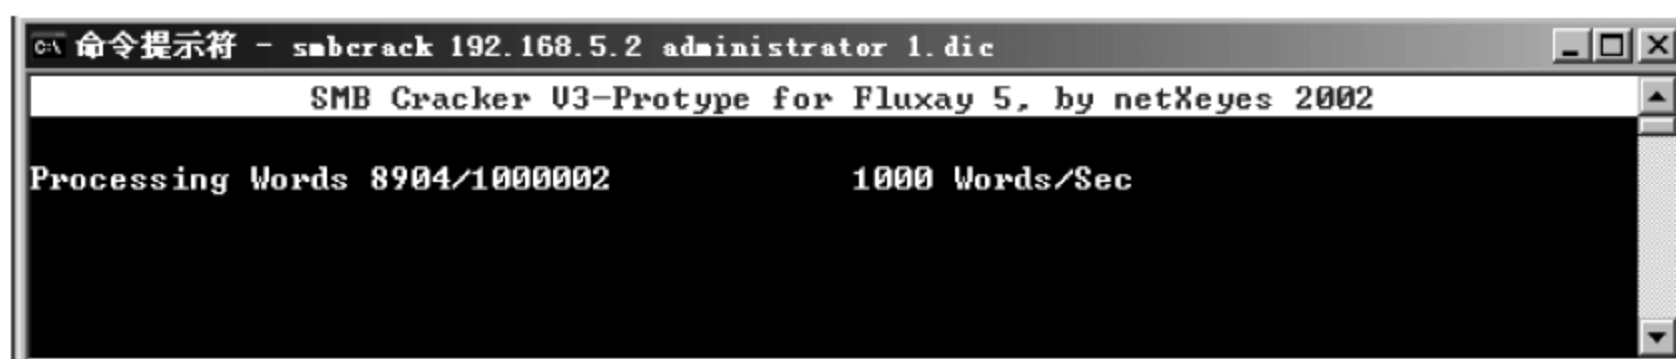 命令提示符 - smbcrack 192.168.5.2 administrator 1.dic
SMB Cracker V3-Protype for Fluxay 5, by netXeyes 2002
Processing Words 8904/1000002 1000 Words/Sec